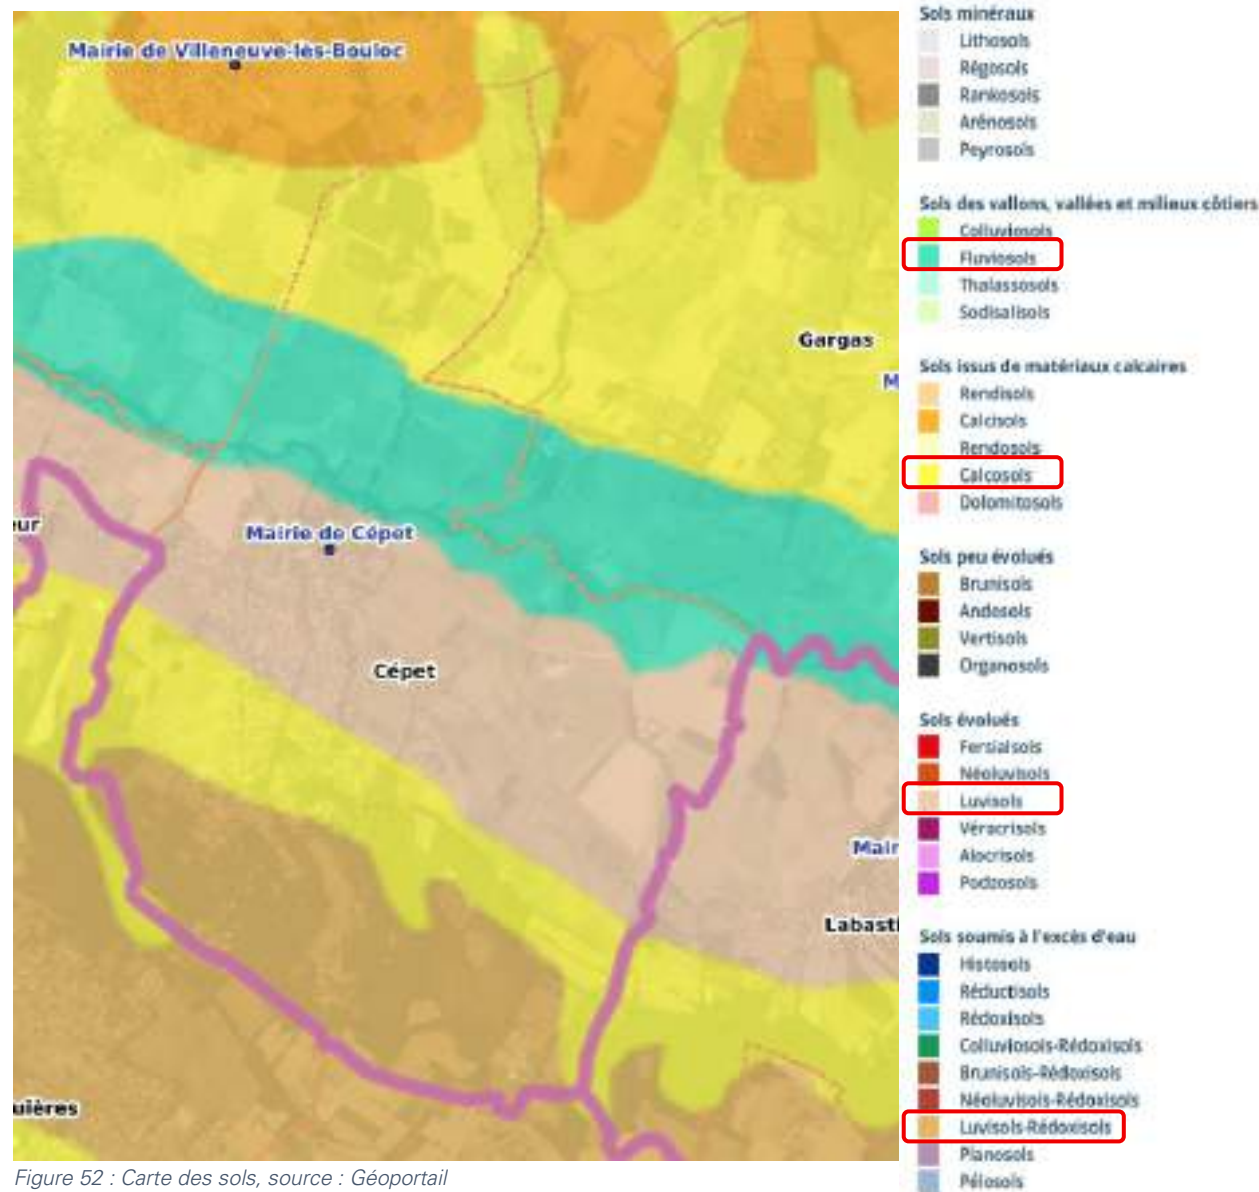 Mairie de Villeneuve-lès-Bouloc
Gargas
M
eur
Mairie de Cépet
Cépet
Mair
Labasti
uières
Figure 52 : Carte des sols, source : Géoportail
Sols minéraux
Lithosols
Régosols
Rankosols
Arénosols
Peyrosols
Sols des vallons, vallées et milieux côtiers
Colluviosols
Fluviosols
Thalassosols
Sodisalisols
Sols issus de matériaux calcaires
Rendisols
Calcisols
Rendosols
Calcosols
Dolomitosols
Sols peu évolués
Brunisols
Andosols
Vertisols
Organosols
Sols évolués
Fersialsols
Néoluvisols
Luvisols
Véracrisols
Alocrisols
Podzosols
Sols soumis à l'excès d'eau
Histosols
Réductisols
Rédoxisols
Colluviosols-Rédoxisols
Brunisols-Rédoxisols
Néoluvisols-Rédoxisols
Luvisols-Rédoxisols
Planosols
Pélosols